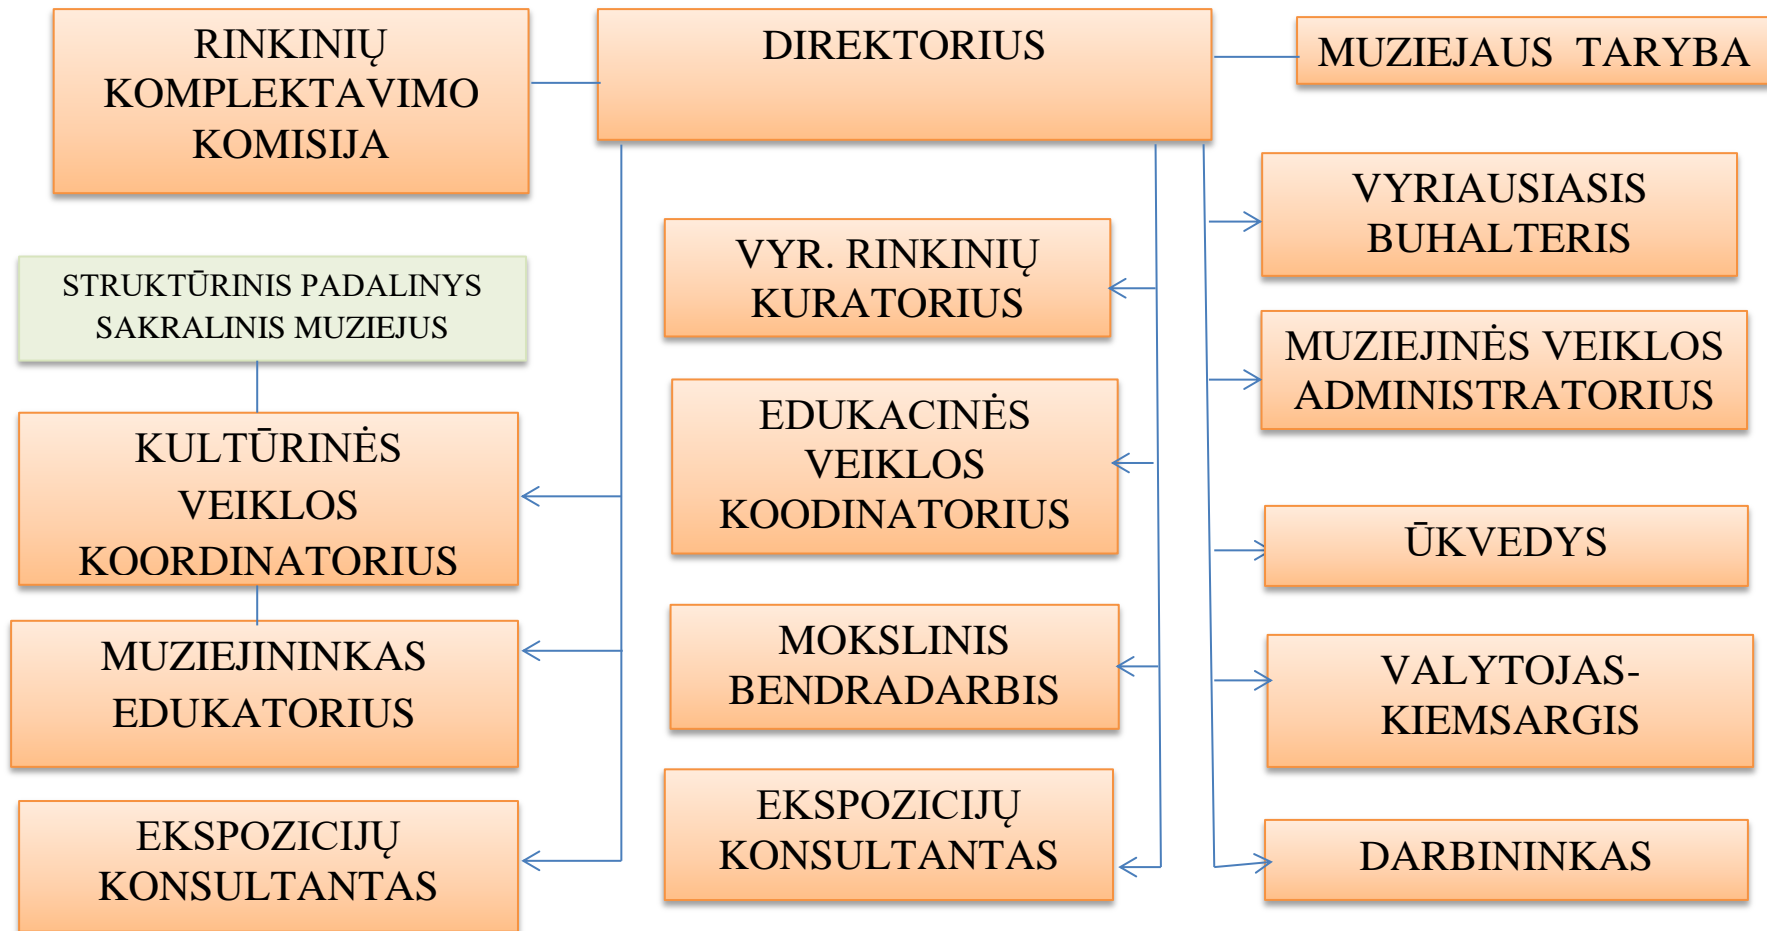 RINKINIŲ
KOMPLEKTAVIMO
KOMISIJA
DIREKTORIUS
MUZIEJAUS TARYBA
STRUKTŪRINIS PADALINYS
SAKRALINIS MUZIEJUS
KULTŪRINĖS
VEIKLOS
KOORDINATORIUS
MUZIEJININKAS
EDUKATORIUS
EKSPOZICIJŲ
KONSULTANTAS
VYR. RINKINIŲ
KURATORIUS
EDUKACINĖS
VEIKLOS
KOODINATORIUS
MOKSLINIS
BENDRADARBIS
EKSPOZICIJŲ
KONSULTANTAS
VYRIAUSIASIS
BUHALTERIS
MUZIEJINĖS VEIKLOS
ADMINISTRATORIUS
ŪKVEDYS
VALYTOJAS-
KIEMSARGIS
DARBININKAS